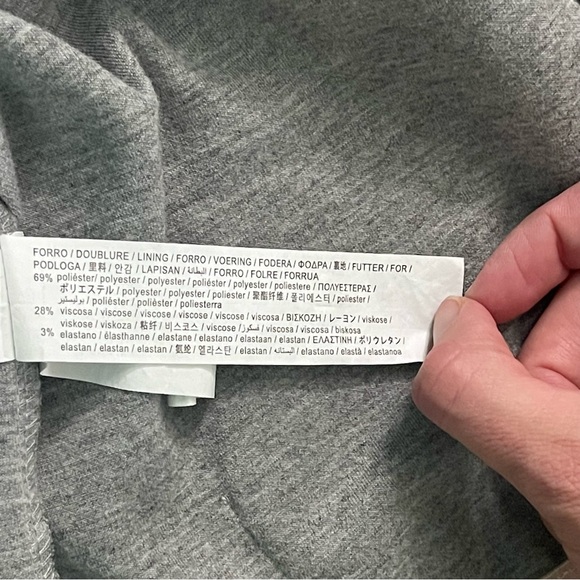 FORRO / DOUBLURE / LINING / FORRO / VOERING / FODERA / ΦΟΔΡΑ / 裏地 / FUTTER / FOR /
PODLOGA / 里料 / 안감 / LAPISAN / البطانة / FORRO / FOLRE / FORRUA
69% poliéster/ polyester / polyester / poliéster / polyester / poliestere / ΠΟΛΥΕΣΤΕΡΑΣ /
ポリエステル / polyester / polyester / poliester / 聚酯纤维 / 폴리에스터 / poliester /
بوليستير / poliéster / polièster / poliesterra
28% viscosa / viscose / viscose / viscose / viscose / viscosa / ΒΙΣΚΟΖΗ / レーヨン / viskose /
viskose / viskoza / 粘纤 / 비스코스 / viscose / فسكوز / viscosa / viscosa / biskosa
3% elastano / élasthanne / elastane / elastano / elastaan / elastan / ΕΛΑΣΤΙΝΗ / ポリウレタン /
elastan / elastan / elastan / 氨纶 / 엘라스탄 / elastan / اليستانه / elastano / elastà / elastanoa